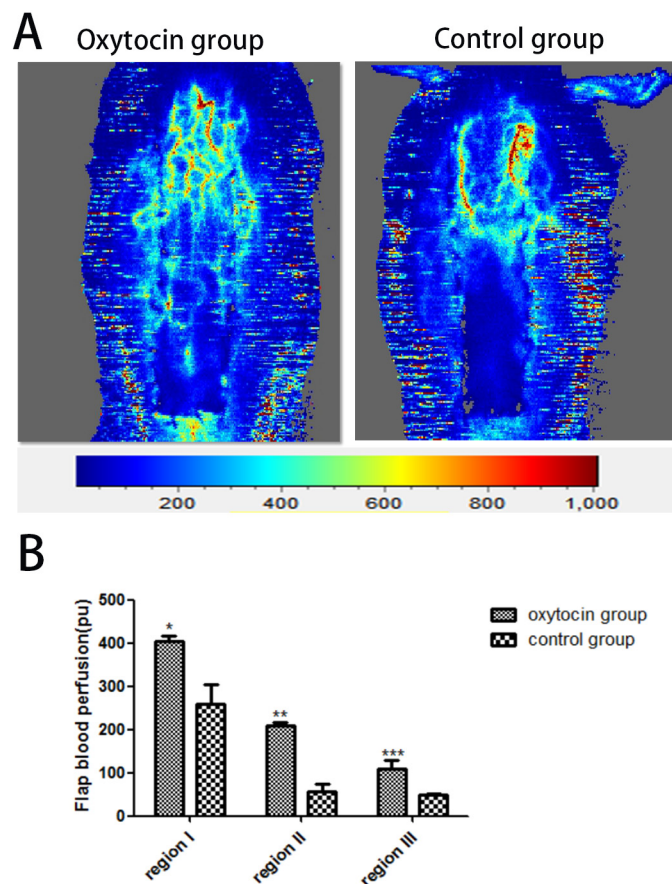 A
Oxytocin group
Control group
200 400 600 800 1,000
B
500
400
300
200
100
0
Flap blood perfusion(pu)
*
**
***
region I
region II
region III
oxytocin group
control group